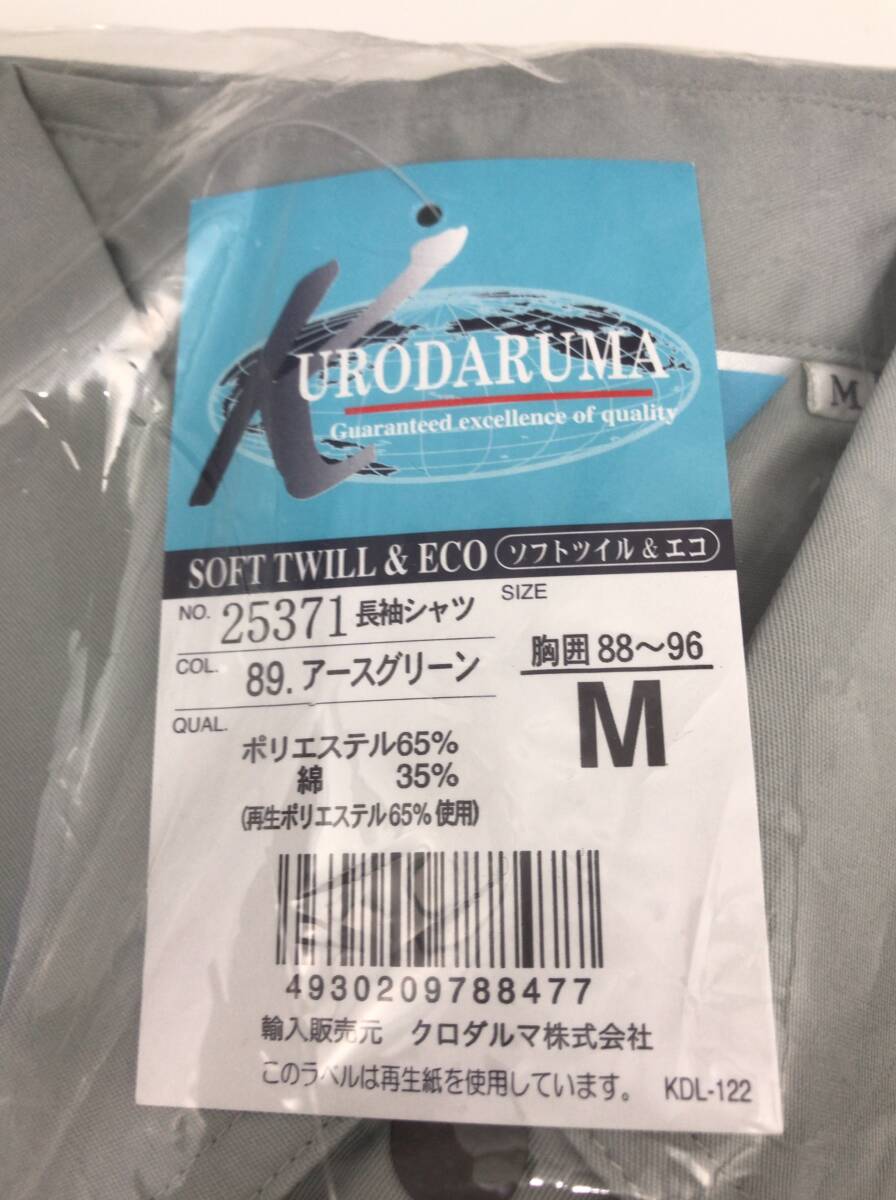 KURODARUMA
Guaranteed excellence of quality
M
SOFT TWILL & ECO ソフトツイル&エコ
NO. 25371 長袖シャツ
COL. 89. アースグリーン
QUAL. ポリエステル65%
綿 35%
(再生ポリエステル65%使用)
SIZE
胸囲 88〜96
M
4930209788477
輸入販売元 クロダルマ株式会社
このラベルは再生紙を使用しています。 KDL-122